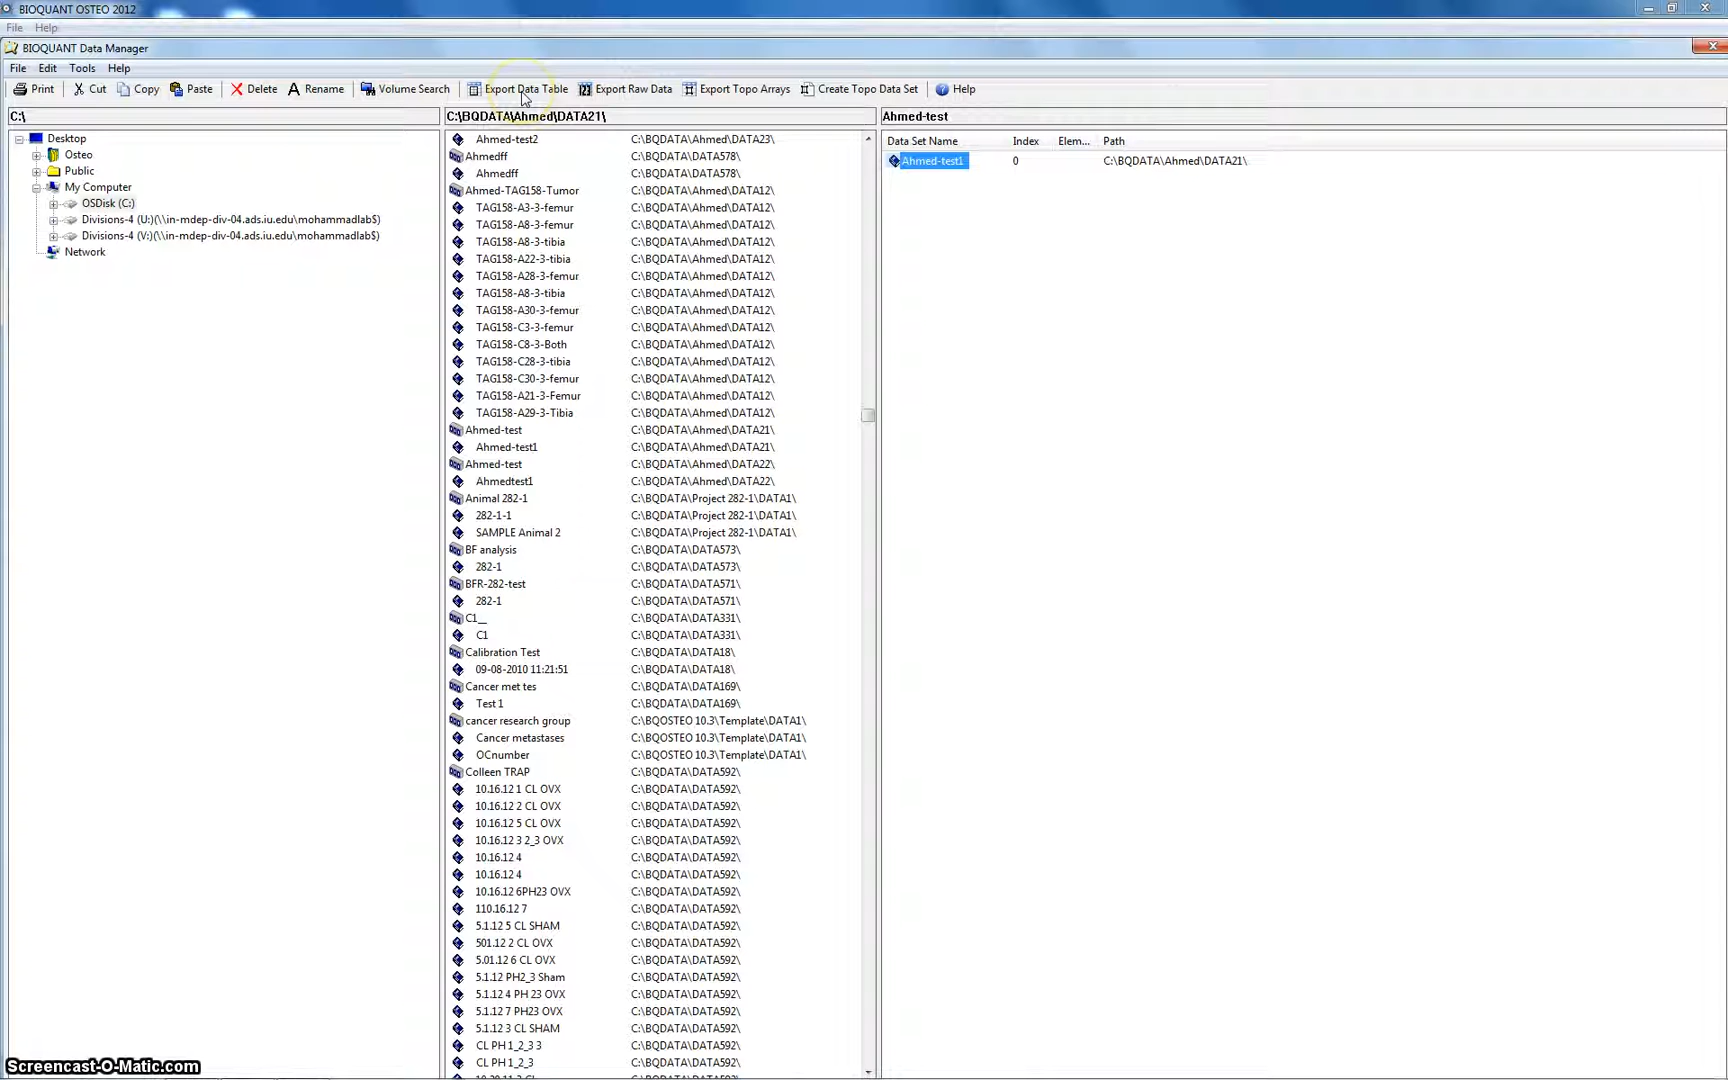 BIOQUANT OSTEO 2012
File Help
BIOQUANT Data Manager
File Edit Tools Help
Print Cut Copy Paste Delete Rename Volume Search Export Data Table Export Raw Data Export Topo Arrays Create Topo Data Set Help
C:\
Desktop
Osteo
Public
My Computer
OSDisk (C:)
Divisions-4 (U:)(\\in-mdep-div-04.ads.iu.edu\mohammadlab$)
Divisions-4 (V:)(\\in-mdep-div-04.ads.iu.edu\mohammadlab$)
Network
C:\BQDATA\Ahmed\DATA21\
Ahmed-test2 C:\BQDATA\Ahmed\DATA23\
Ahmedff C:\BQDATA\DATA578\
Ahmedff C:\BQDATA\DATA578\
Ahmed-TAG158-Tumor C:\BQDATA\Ahmed\DATA12\
TAG158-A3-3-femur C:\BQDATA\Ahmed\DATA12\
TAG158-A8-3-femur C:\BQDATA\Ahmed\DATA12\
TAG158-A8-3-tibia C:\BQDATA\Ahmed\DATA12\
TAG158-A22-3-tibia C:\BQDATA\Ahmed\DATA12\
TAG158-A28-3-femur C:\BQDATA\Ahmed\DATA12\
TAG158-A8-3-tibia C:\BQDATA\Ahmed\DATA12\
TAG158-A30-3-femur C:\BQDATA\Ahmed\DATA12\
TAG158-C3-3-femur C:\BQDATA\Ahmed\DATA12\
TAG158-C8-3-Both C:\BQDATA\Ahmed\DATA12\
TAG158-C28-3-tibia C:\BQDATA\Ahmed\DATA12\
TAG158-C30-3-femur C:\BQDATA\Ahmed\DATA12\
TAG158-A21-3-Femur C:\BQDATA\Ahmed\DATA12\
TAG158-A29-3-Tibia C:\BQDATA\Ahmed\DATA12\
Ahmed-test C:\BQDATA\Ahmed\DATA21\
Ahmed-test1 C:\BQDATA\Ahmed\DATA21\
Ahmed-test C:\BQDATA\Ahmed\DATA22\
Ahmedtest1 C:\BQDATA\Ahmed\DATA22\
Animal 282-1 C:\BQDATA\Project 282-1\DATA1\
282-1-1 C:\BQDATA\Project 282-1\DATA1\
SAMPLE Animal 2 C:\BQDATA\Project 282-1\DATA1\
BF analysis C:\BQDATA\DATA573\
282-1 C:\BQDATA\DATA573\
BFR-282-test C:\BQDATA\DATA571\
282-1 C:\BQDATA\DATA571\
C1__ C:\BQDATA\DATA331\
C1 C:\BQDATA\DATA331\
Calibration Test C:\BQDATA\DATA18\
09-08-2010 11:21:51 C:\BQDATA\DATA18\
Cancer met tes C:\BQDATA\DATA169\
Test 1 C:\BQDATA\DATA169\
cancer research group C:\BQOSTEO 10.3\Template\DATA1\
Cancer metastases C:\BQOSTEO 10.3\Template\DATA1\
OCnumber C:\BQOSTEO 10.3\Template\DATA1\
Colleen TRAP C:\BQDATA\DATA592\
10.16.12 1 CL OVX C:\BQDATA\DATA592\
10.16.12 2 CL OVX C:\BQDATA\DATA592\
10.16.12 5 CL OVX C:\BQDATA\DATA592\
10.16.12 3 2_3 OVX C:\BQDATA\DATA592\
10.16.12 4 C:\BQDATA\DATA592\
10.16.12 4 C:\BQDATA\DATA592\
10.16.12 6PH23 OVX C:\BQDATA\DATA592\
110.16.12 7 C:\BQDATA\DATA592\
5.1.12 5 CL SHAM C:\BQDATA\DATA592\
501.12 2 CL OVX C:\BQDATA\DATA592\
5.01.12 6 CL OVX C:\BQDATA\DATA592\
5.1.12 PH2_3 Sham C:\BQDATA\DATA592\
5.1.12 4 PH 23 OVX C:\BQDATA\DATA592\
5.1.12 7 PH23 OVX C:\BQDATA\DATA592\
5.1.12 3 CL SHAM C:\BQDATA\DATA592\
CL PH 1_2_3 3 C:\BQDATA\DATA592\
CL PH 1_2_3 C:\BQDATA\DATA592\
Ahmed-test
Data Set Name Index Elem... Path
Ahmed-test1 0 C:\BQDATA\Ahmed\DATA21\
Screencast-O-Matic.com